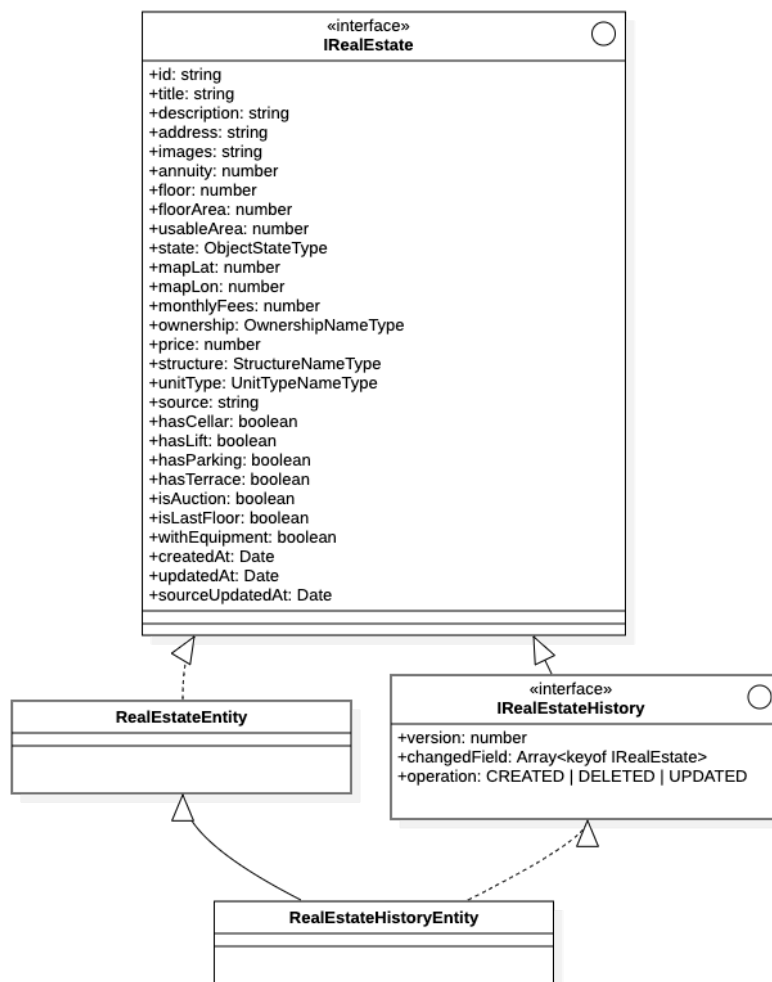 «interface»
IRealEstate
+id: string
+title: string
+description: string
+address: string
+images: string
+annuity: number
+floor: number
+floorArea: number
+usableArea: number
+state: ObjectStateType
+mapLat: number
+mapLon: number
+monthlyFees: number
+ownership: OwnershipNameType
+price: number
+structure: StructureNameType
+unitType: UnitTypeNameType
+source: string
+hasCellar: boolean
+hasLift: boolean
+hasParking: boolean
+hasTerrace: boolean
+isAuction: boolean
+isLastFloor: boolean
+withEquipment: boolean
+createdAt: Date
+updatedAt: Date
+sourceUpdatedAt: Date
RealEstateEntity
«interface»
IRealEstateHistory
+version: number
+changedField: Array<keyof IRealEstate>
+operation: CREATED | DELETED | UPDATED
RealEstateHistoryEntity